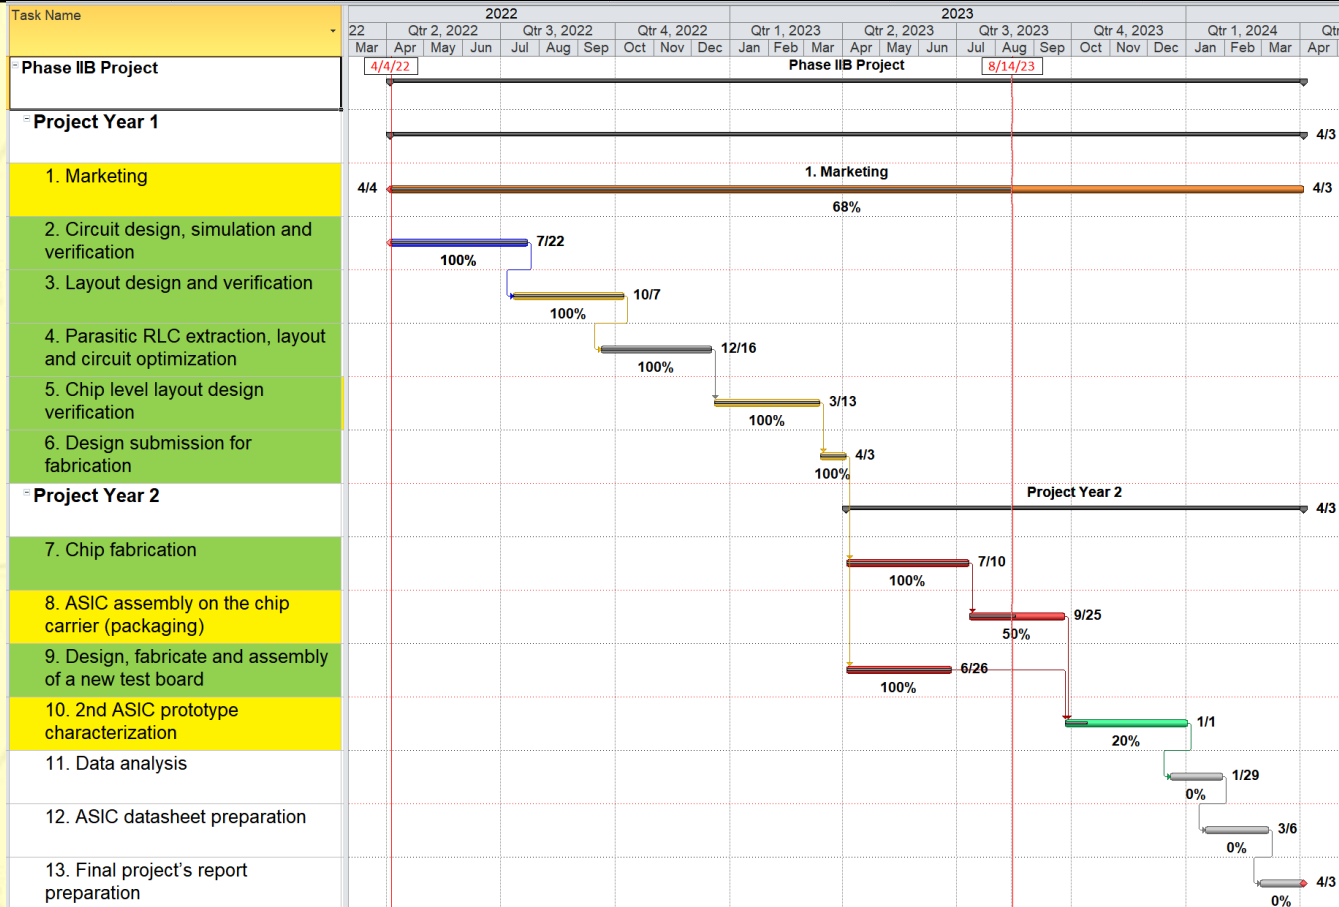 Task Name
2022
2023
22
Qtr 2, 2022
Qtr 3, 2022
Qtr 4, 2022
Qtr 1, 2023
Qtr 2, 2023
Qtr 3, 2023
Qtr 4, 2023
Qtr 1, 2024
Qtr
Mar Apr May Jun Jul Aug Sep Oct Nov Dec Jan Feb Mar Apr May Jun Jul Aug Sep Oct Nov Dec Jan Feb Mar Apr
Phase IIB Project
4/4/22
Phase IIB Project
8/14/23
Project Year 1
4/3
1. Marketing
4/4
1. Marketing
4/3
68%
2. Circuit design, simulation and
verification
7/22
100%
3. Layout design and verification
10/7
100%
4. Parasitic RLC extraction, layout
and circuit optimization
12/16
100%
5. Chip level layout design
verification
3/13
100%
6. Design submission for
fabrication
4/3
100%
Project Year 2
Project Year 2
4/3
7. Chip fabrication
7/10
100%
8. ASIC assembly on the chip
carrier (packaging)
9/25
50%
9. Design, fabricate and assembly
of a new test board
6/26
100%
10. 2nd ASIC prototype
characterization
1/1
20%
11. Data analysis
1/29
0%
12. ASIC datasheet preparation
3/6
0%
13. Final project's report
preparation
4/3
0%